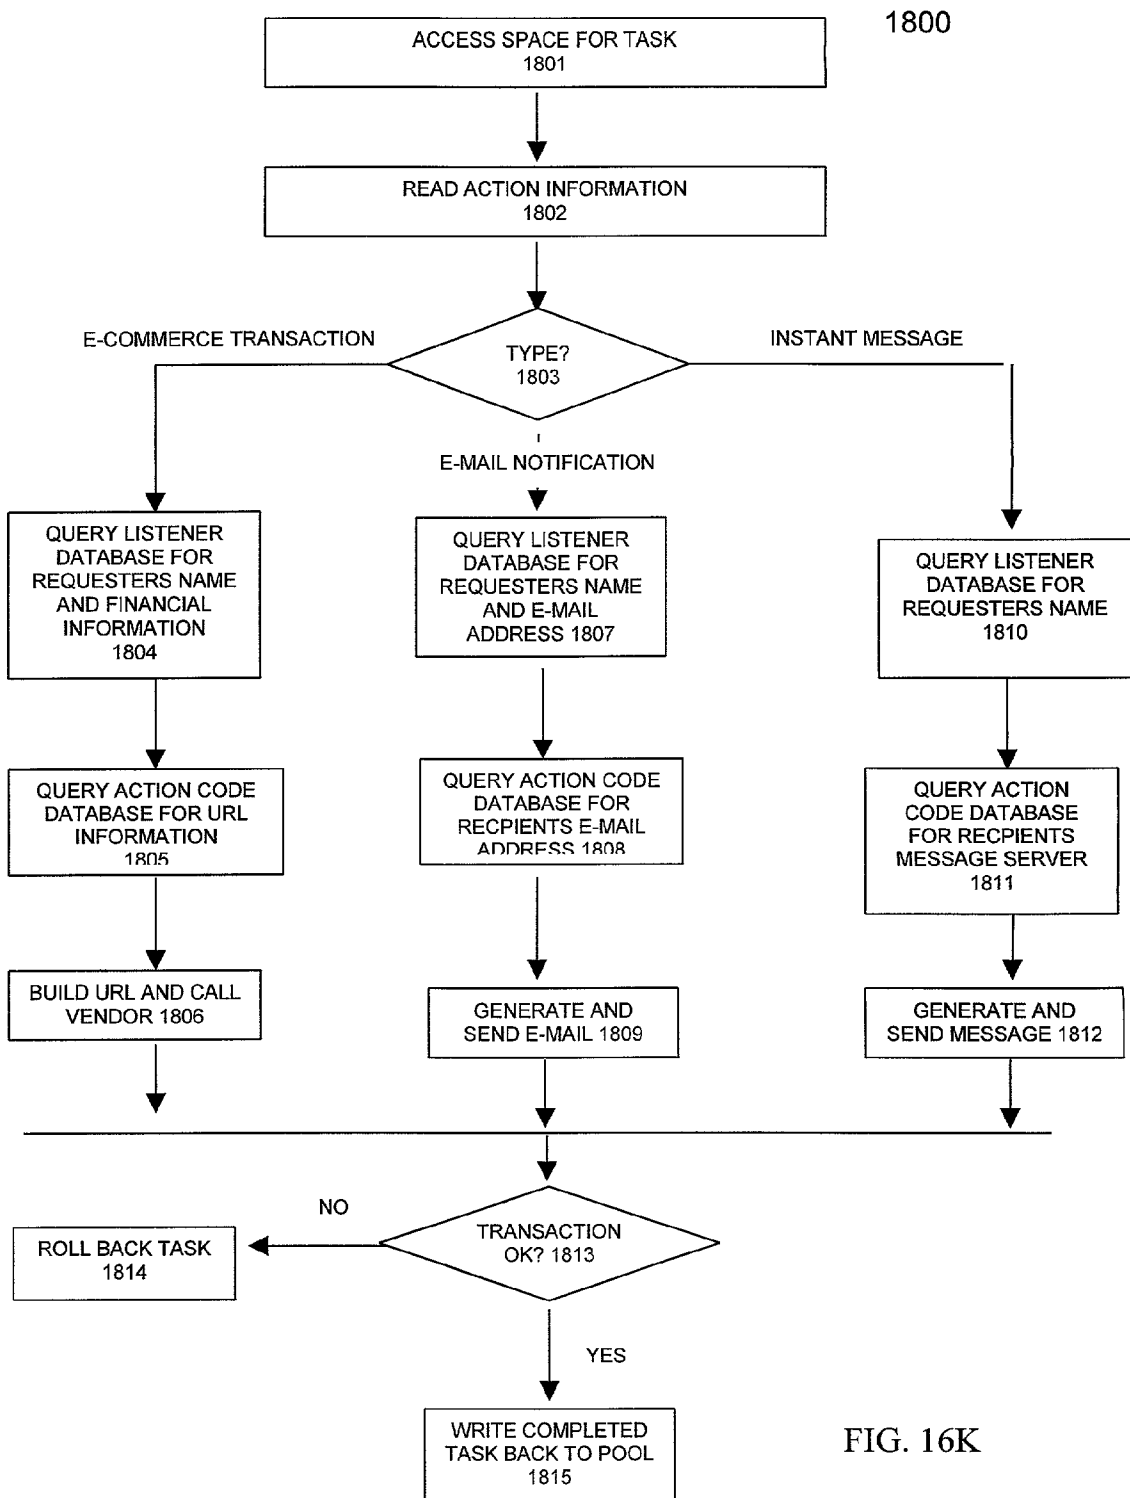 1800
ACCESS SPACE FOR TASK
1801
READ ACTION INFORMATION
1802
E-COMMERCE TRANSACTION
TYPE?
1803
INSTANT MESSAGE
E-MAIL NOTIFICATION
QUERY LISTENER
DATABASE FOR
REQUESTERS NAME
AND FINANCIAL
INFORMATION
1804
QUERY LISTENER
DATABASE FOR
REQUESTERS NAME
AND E-MAIL
ADDRESS 1807
QUERY LISTENER
DATABASE FOR
REQUESTERS NAME
1810
QUERY ACTION CODE
DATABASE FOR URL
INFORMATION
1805
QUERY ACTION CODE
DATABASE FOR
RECPIENTS E-MAIL
ADDRESS 1808
QUERY ACTION
CODE DATABASE
FOR RECPIENTS
MESSAGE SERVER
1811
BUILD URL AND CALL
VENDOR 1806
GENERATE AND
SEND E-MAIL 1809
GENERATE AND
SEND MESSAGE 1812
NO
TRANSACTION
OK? 1813
ROLL BACK TASK
1814
YES
WRITE COMPLETED
TASK BACK TO POOL
1815
FIG. 16K